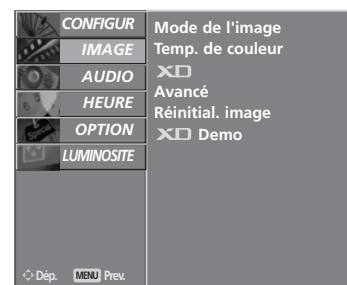 CONFIGUR
IMAGE
AUDIO
HEURE
OPTION
LUMINOSITE
Mode de l'image
Temp. de couleur
XD
Avancé
Réinitial. image
XD Demo
Dép. MENU Prev.